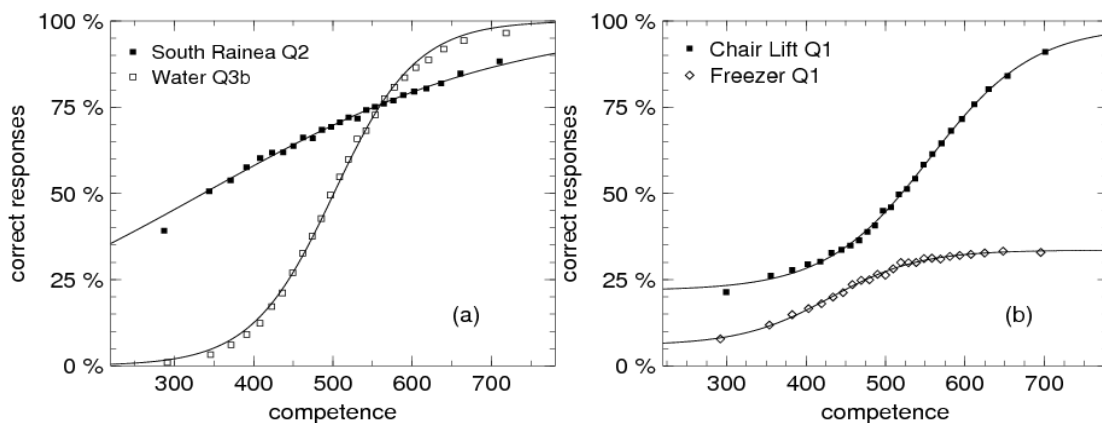 100 %
75 %
50 %
25 %
0 %
correct responses
South Rainea Q2
Water Q3b
(a)
300 400 500 600 700
competence
100 %
75 %
50 %
25 %
0 %
correct responses
Chair Lift Q1
Freezer Q1
(b)
300 400 500 600 700
competence